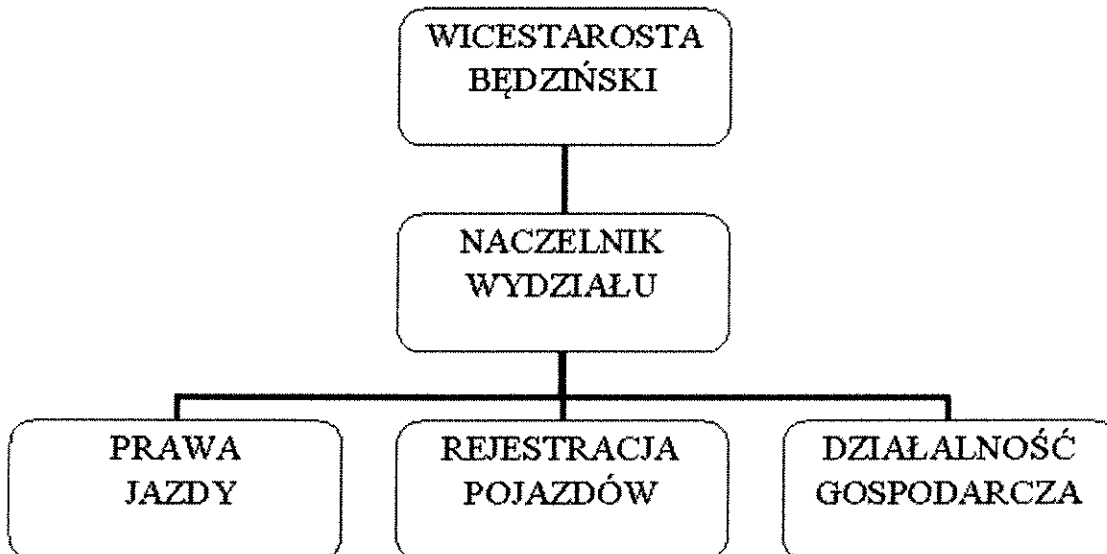 WICESTAROSTA
BĘDZIŃSKI
NACZELNIK
WYDZIAŁU
PRAWA
JAZDY
REJESTRACJA
POJAZDÓW
DZIAŁALNOŚĆ
GOSPODARCZA